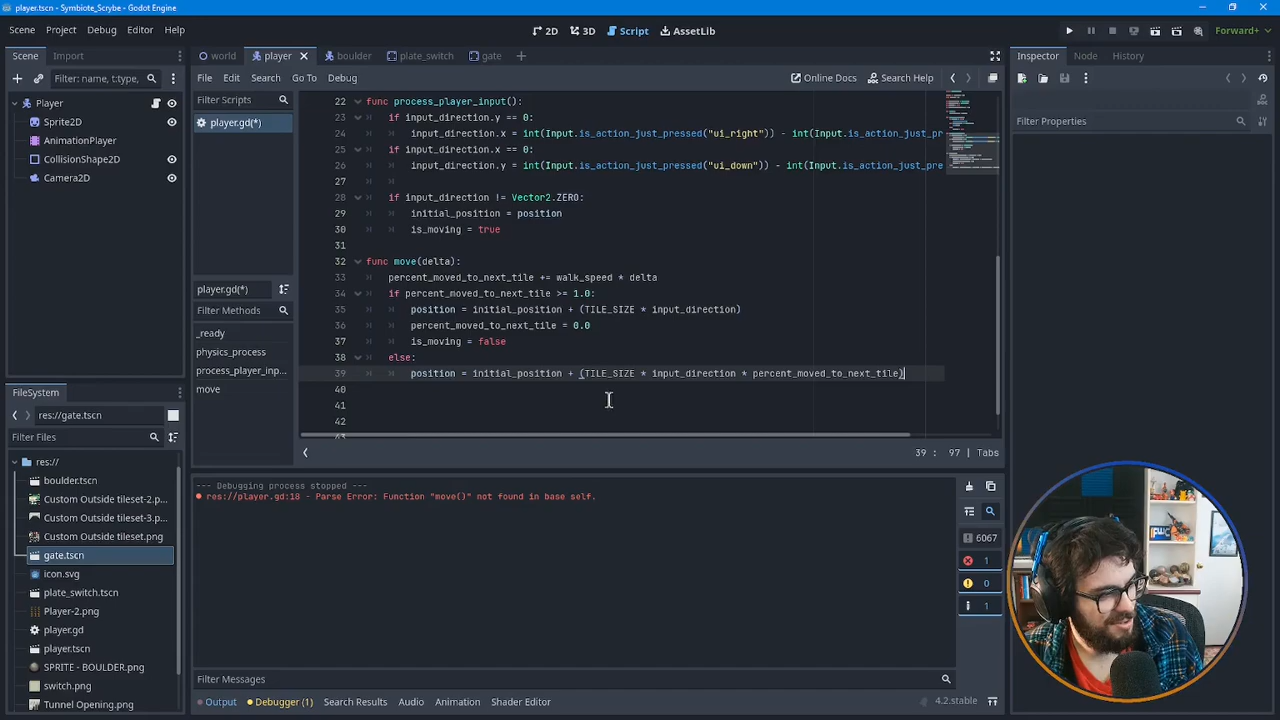 player.tscn - Symbiote_Scrybe - Godot Engine
Scene Project Debug Editor Help
2D 3D Script AssetLib
Forward+
Scene Import
world player boulder plate_switch gate
Inspector Node History
Filter: name, t:type,
File Edit Search Go To Debug
Online Docs Search Help
Player
Sprite2D
AnimationPlayer
CollisionShape2D
Camera2D
Filter Scripts
player.gd(*)
player.gd(*)
Filter Methods
_ready
physics_process
process_player_inp...
move
Filter Properties
22 func process_player_input():
23 if input_direction.y == 0:
24 input_direction.x = int(Input.is_action_just_pressed("ui_right")) - int(Input.is_action_just_pr
25 if input_direction.x == 0:
26 input_direction.y = int(Input.is_action_just_pressed("ui_down")) - int(Input.is_action_just_pre
27
28 if input_direction != Vector2.ZERO:
29 initial_position = position
30 is_moving = true
31
32 func move(delta):
33 percent_moved_to_next_tile += walk_speed * delta
34 if percent_moved_to_next_tile >= 1.0:
35 position = initial_position + (TILE_SIZE * input_direction)
36 percent_moved_to_next_tile = 0.0
37 is_moving = false
38 else:
39 position = initial_position + (TILE_SIZE * input_direction * percent_moved_to_next_tile)
40
41
42
43
39 : 97 | Tabs
FileSystem
res://gate.tscn
Filter Files
res://
boulder.tscn
Custom Outside tileset-2.p...
Custom Outside tileset-3.p...
Custom Outside tileset.png
gate.tscn
icon.svg
plate_switch.tscn
Player-2.png
player.gd
player.tscn
SPRITE - BOULDER.png
switch.png
Tunnel Opening.png
--- Debugging process stopped ---
res://player.gd:18 - Parse Error: Function "move()" not found in base self.
6067
1
0
1
Filter Messages
Output Debugger (1) Search Results Audio Animation Shader Editor
4.2.stable